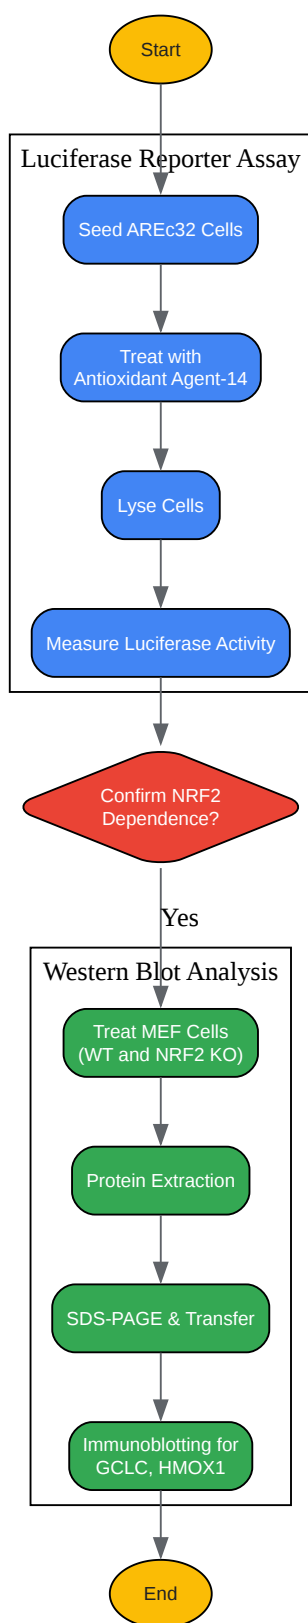 Start
Luciferase Reporter Assay
Seed AREc32 Cells
Treat with
Antioxidant Agent-14
Lyse Cells
Measure Luciferase Activity
Confirm NRF2
Dependence?
Yes
Western Blot Analysis
Treat MEF Cells
(WT and NRF2 KO)
Protein Extraction
SDS-PAGE & Transfer
Immunoblotting for
GCLC, HMOX1
End